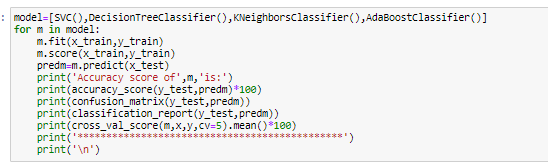 : model=[SVC(),DecisionTreeClassifier(),KNeighborsClassifier(),AdaBoostClassifier()]
for m in model:
    m.fit(x_train,y_train)
    m.score(x_train,y_train)
    predm=m.predict(x_test)
    print('Accuracy score of',m,'is:')
    print(accuracy_score(y_test,predm)*100)
    print(confusion_matrix(y_test,predm))
    print(classification_report(y_test,predm))
    print(cross_val_score(m,x,y,cv=5).mean()*100)
    print('*******************************************')
    print('\n')